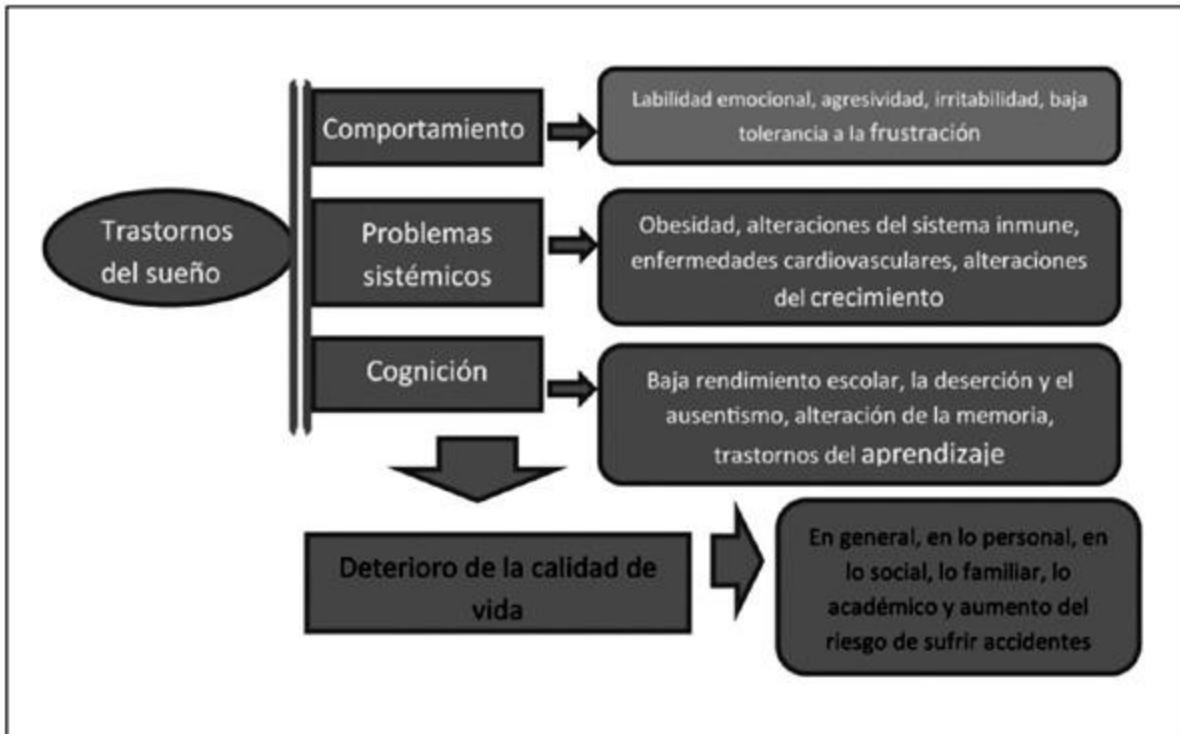 Trastornos
del sueño
Comportamiento
Labilidad emocional, agresividad, irritabilidad, baja
tolerancia a la frustración
Problemas
sistémicos
Obesidad, alteraciones del sistema inmune,
enfermedades cardiovasculares, alteraciones
del crecimiento
Cognición
Baja rendimiento escolar, la deserción y el
ausentismo, alteración de la memoria,
trastornos del aprendizaje
Deterioro de la calidad de
vida
En general, en lo personal, en
lo social, lo familiar, lo
académico y aumento del
riesgo de sufrir accidentes